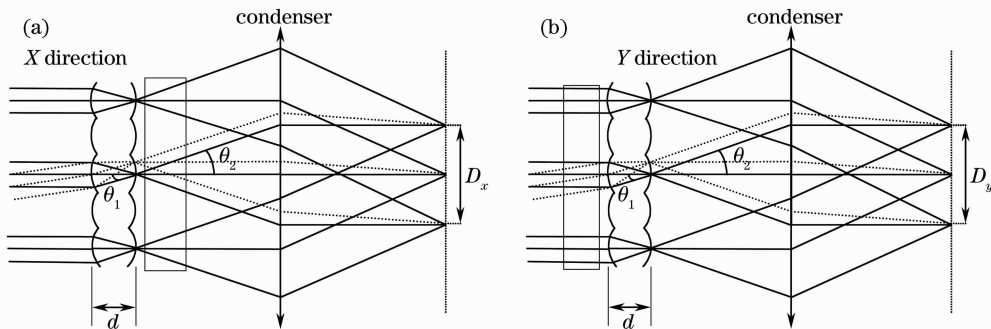 (a)
condenser
X direction
θ2
θ1
Dx
d
(b)
condenser
Y direction
θ2
θ1
Dy
d